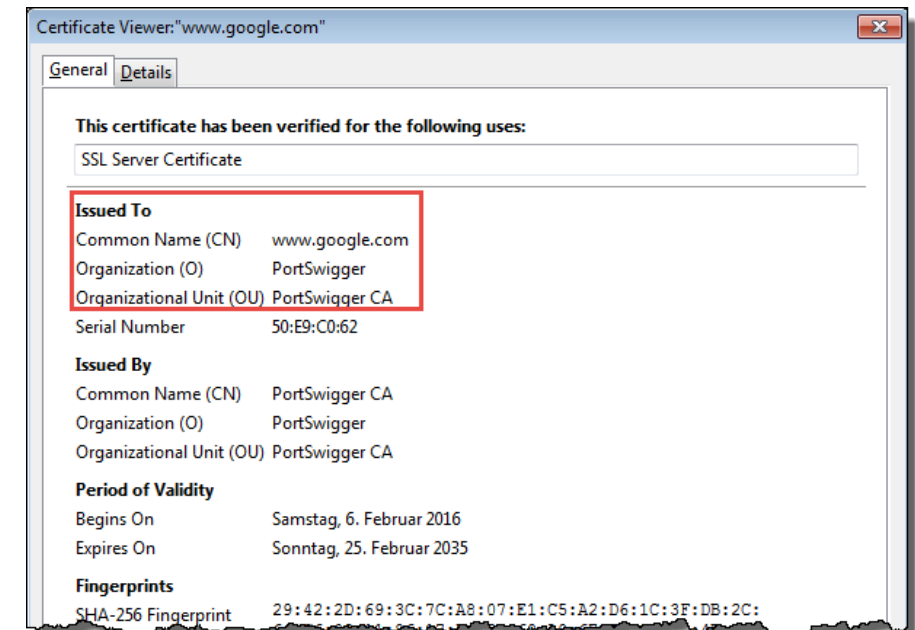 Certificate Viewer:"www.google.com"
General Details
This certificate has been verified for the following uses:
SSL Server Certificate
Issued To
Common Name (CN) www.google.com
Organization (O) PortSwigger
Organizational Unit (OU) PortSwigger CA
Serial Number 50:E9:C0:62
Issued By
Common Name (CN) PortSwigger CA
Organization (O) PortSwigger
Organizational Unit (OU) PortSwigger CA
Period of Validity
Begins On Samstag, 6. Februar 2016
Expires On Sonntag, 25. Februar 2035
Fingerprints
SHA-256 Fingerprint 29:42:2D:69:3C:7C:A8:07:E1:C5:A2:D6:1C:3F:DB:2C: